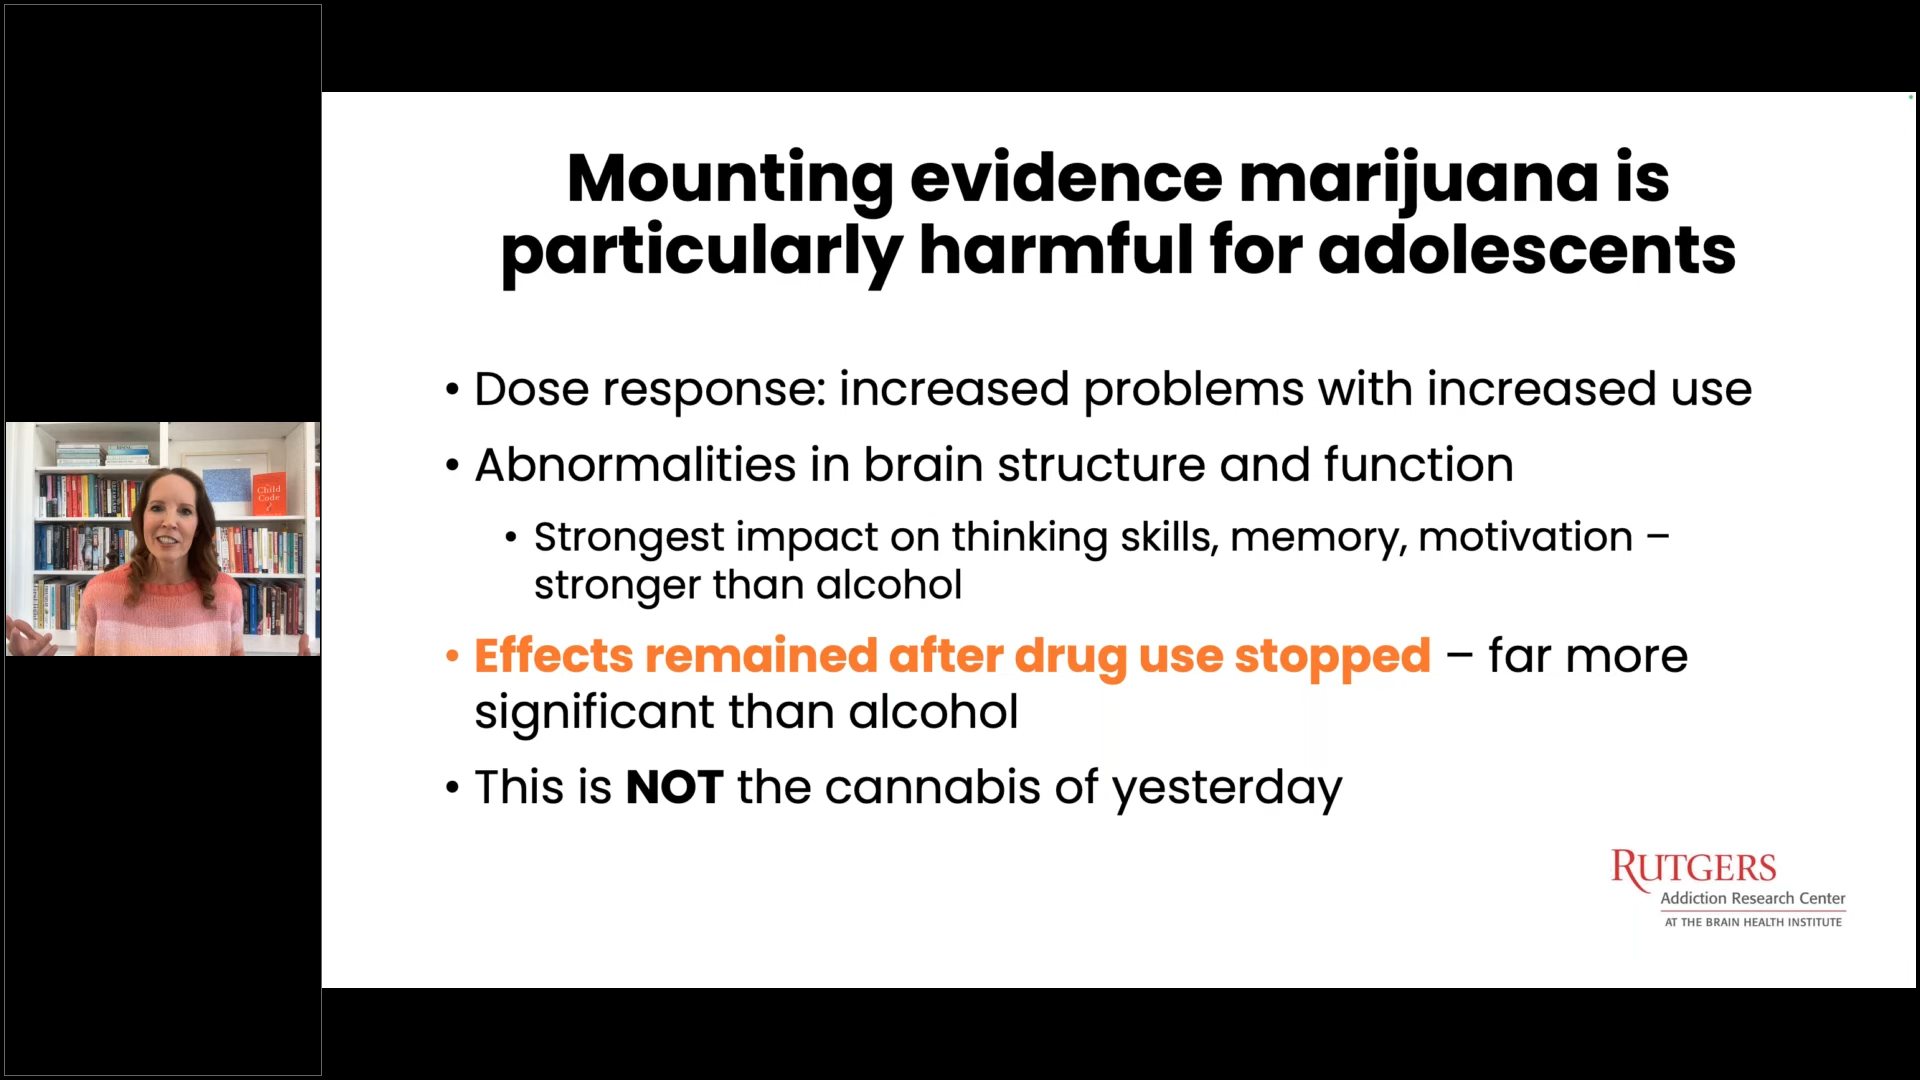 Mounting evidence marijuana is
particularly harmful for adolescents
• Dose response: increased problems with increased use
• Abnormalities in brain structure and function
• Strongest impact on thinking skills, memory, motivation –
stronger than alcohol
• Effects remained after drug use stopped – far more
significant than alcohol
• This is NOT the cannabis of yesterday
RUTGERS
Addiction Research Center
AT THE BRAIN HEALTH INSTITUTE
Child
Code